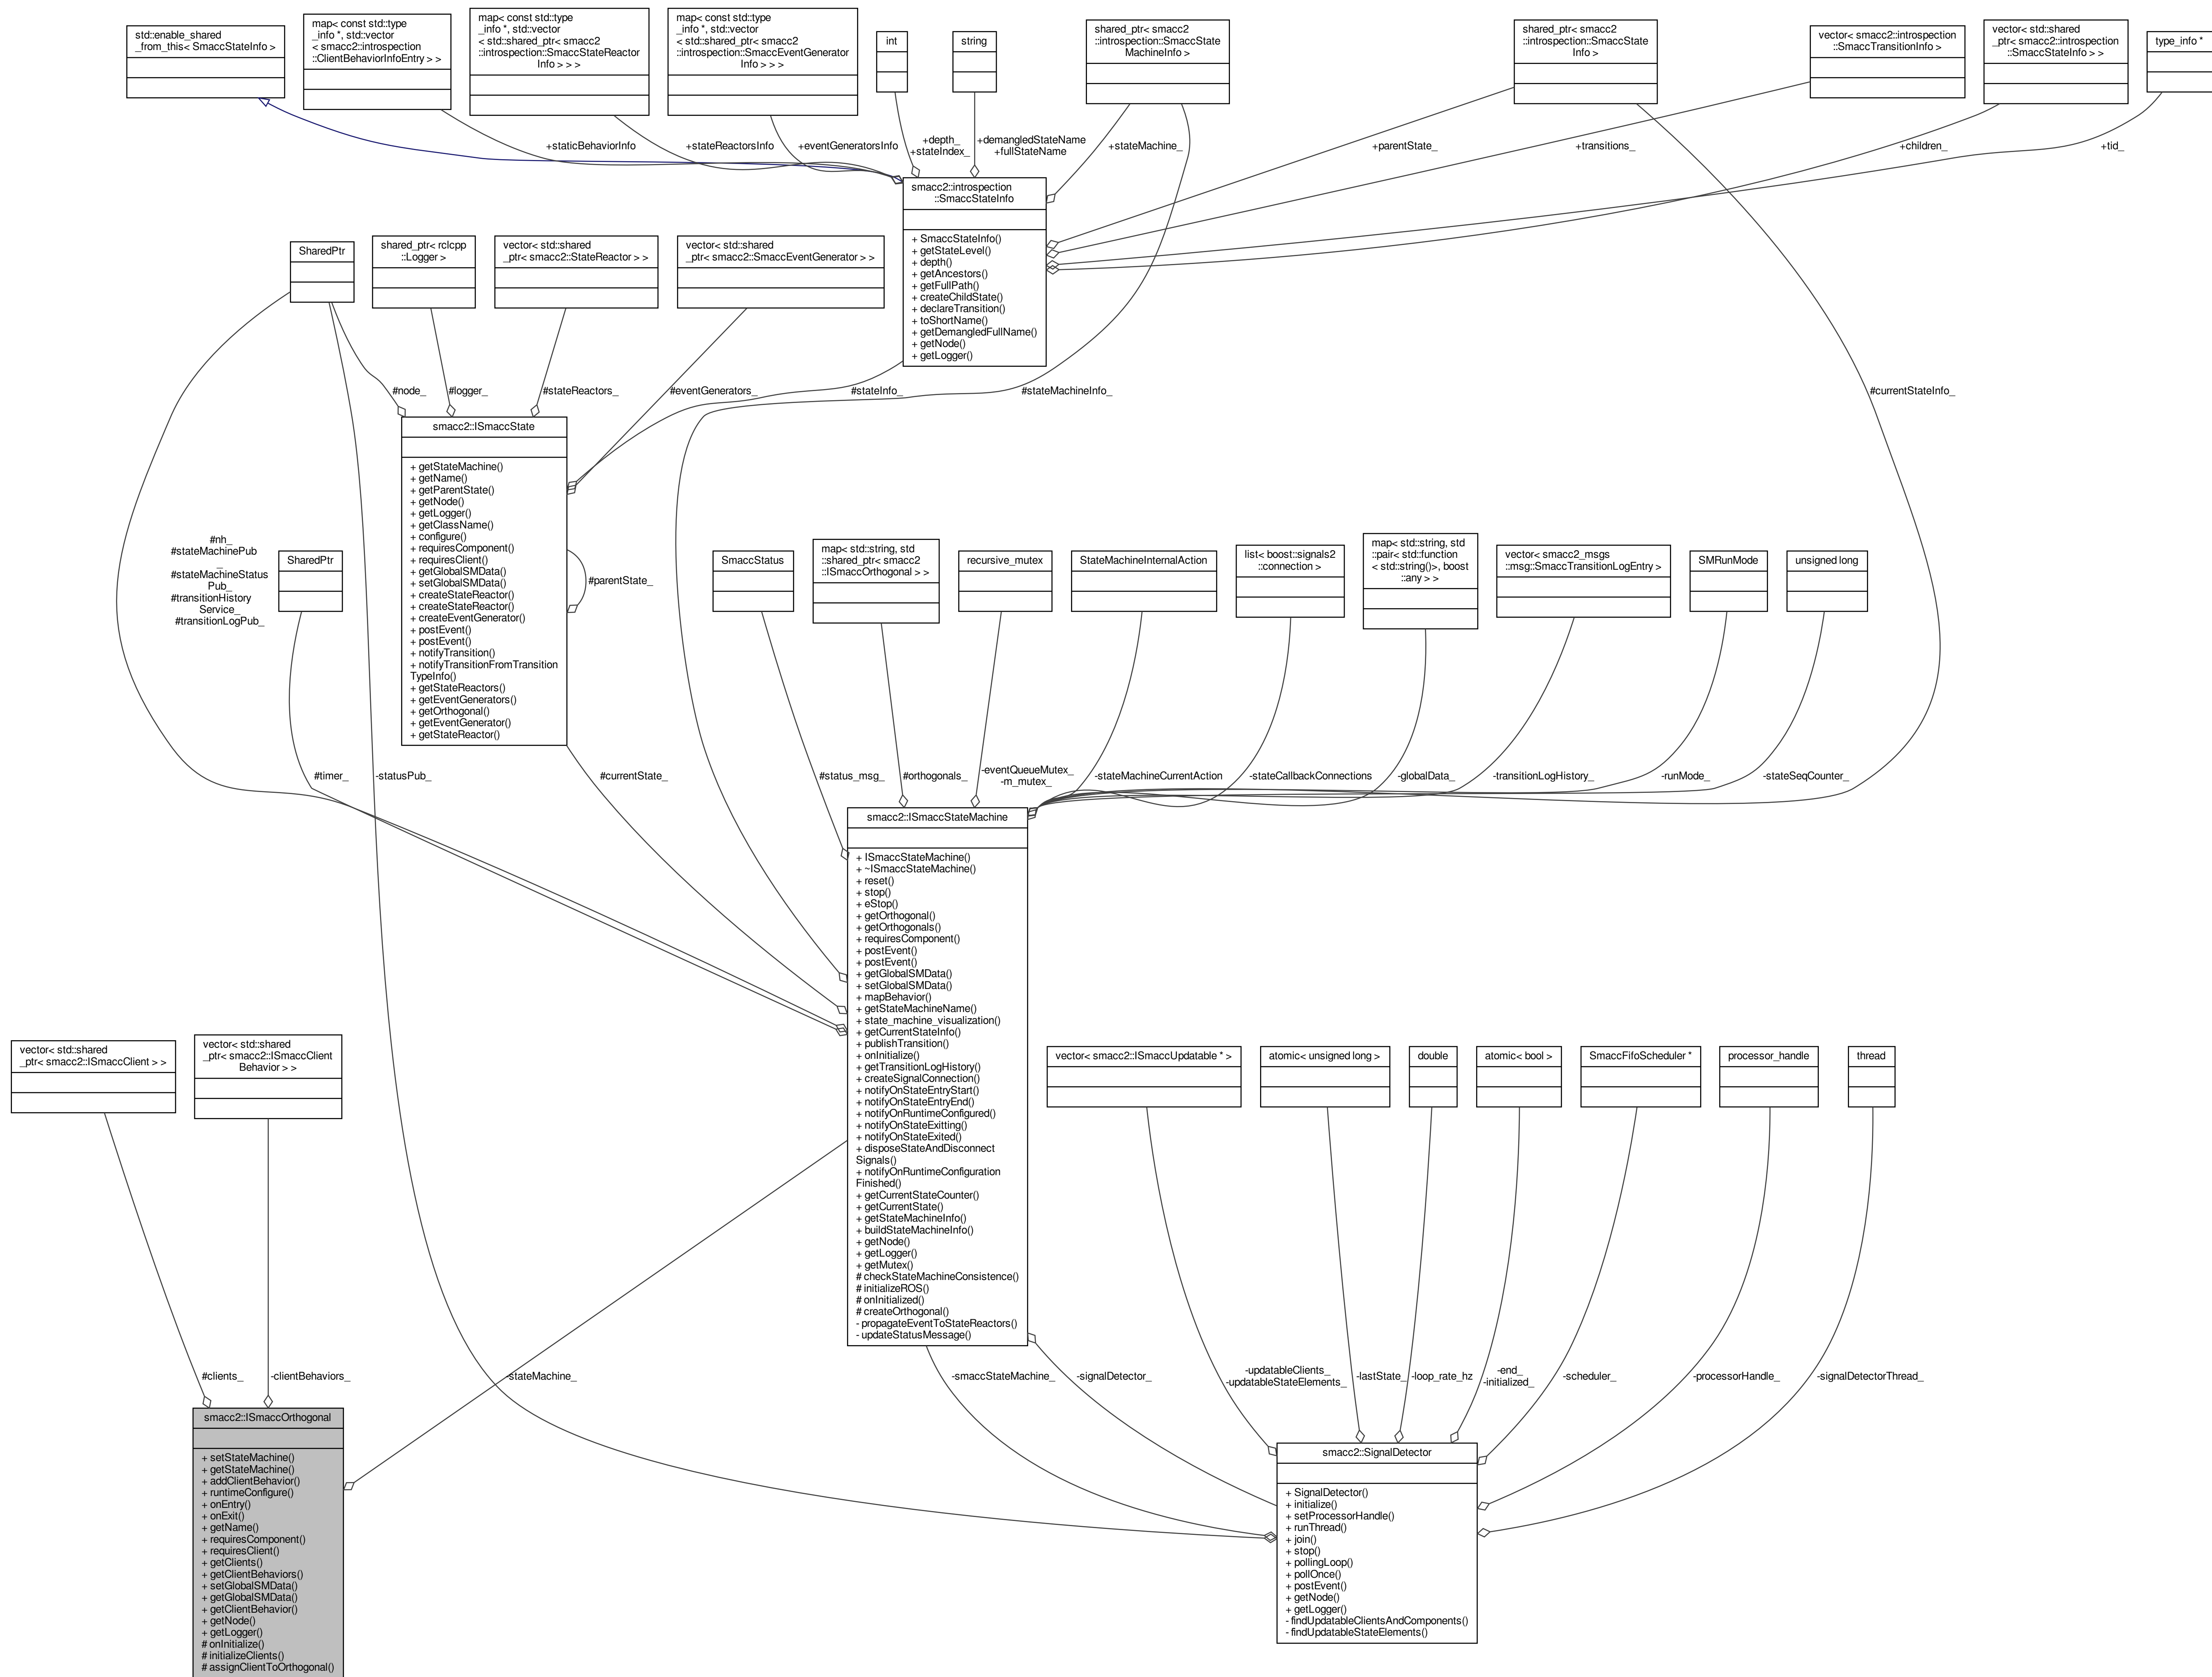 std::enable_shared
_from_this< SmaccStateInfo >
map< const std::type
_info *, std::vector
< smacc2::introspection
::ClientBehaviorInfoEntry > >
map< const std::type
_info *, std::vector
< std::shared_ptr< smacc2
::introspection::SmaccStateReactor
Info > > >
map< const std::type
_info *, std::vector
< std::shared_ptr< smacc2
::introspection::SmaccEventGenerator
Info > > >
int
string
shared_ptr< smacc2
::introspection::SmaccState
MachineInfo >
shared_ptr< smacc2
::introspection::SmaccState
Info >
vector< smacc2::introspection
::SmaccTransitionInfo >
vector< std::shared
_ptr< smacc2::introspection
::SmaccStateInfo > >
type_info *
+staticBehaviorInfo
+stateReactorsInfo
+eventGeneratorsInfo
+depth_
+stateIndex_
+demangledStateName
+fullStateName
+stateMachine_
+parentState_
+transitions_
+children_
+tid_
smacc2::introspection
::SmaccStateInfo
+ SmaccStateInfo()
+ getStateLevel()
+ depth()
+ getAncestors()
+ getFullPath()
+ createChildState()
+ declareTransition()
+ toShortName()
+ getDemangledFullName()
+ getNode()
+ getLogger()
SharedPtr
shared_ptr< rclcpp
::Logger >
vector< std::shared
_ptr< smacc2::StateReactor > >
vector< std::shared
_ptr< smacc2::SmaccEventGenerator > >
#node_
#logger_
#stateReactors_
#eventGenerators_
#stateInfo_
#stateMachineInfo_
#currentStateInfo_
smacc2::ISmaccState
+ getStateMachine()
+ getName()
+ getParentState()
+ getNode()
+ getLogger()
+ getClassName()
+ configure()
+ requiresComponent()
+ requiresClient()
+ getGlobalSMData()
+ setGlobalSMData()
+ createStateReactor()
+ createStateReactor()
+ createEventGenerator()
+ postEvent()
+ postEvent()
+ notifyTransition()
+ notifyTransitionFromTransition
TypeInfo()
+ getStateReactors()
+ getEventGenerators()
+ getOrthogonal()
+ getEventGenerator()
+ getStateReactor()
#parentState_
#nh_
#stateMachinePub
_
#stateMachineStatus
Pub_
#transitionHistory
Service_
#transitionLogPub_
SharedPtr
SmaccStatus
map< std::string, std
::shared_ptr< smacc2
::ISmaccOrthogonal > >
recursive_mutex
StateMachineInternalAction
list< boost::signals2
::connection >
map< std::string, std
::pair< std::function
< std::string()>, boost
::any > >
vector< smacc2_msgs
::msg::SmaccTransitionLogEntry >
SMRunMode
unsigned long
#timer_
-statusPub_
#currentState_
#status_msg_
#orthogonals_
-eventQueueMutex_
-m_mutex_
-stateMachineCurrentAction
-stateCallbackConnections
-globalData_
-transitionLogHistory_
-runMode_
-stateSeqCounter_
smacc2::ISmaccStateMachine
+ ISmaccStateMachine()
+ ~ISmaccStateMachine()
+ reset()
+ stop()
+ eStop()
+ getOrthogonal()
+ getOrthogonals()
+ requiresComponent()
+ postEvent()
+ postEvent()
+ getGlobalSMData()
+ setGlobalSMData()
+ mapBehavior()
+ getStateMachineName()
+ state_machine_visualization()
+ getCurrentStateInfo()
+ publishTransition()
+ onInitialize()
+ getTransitionLogHistory()
+ createSignalConnection()
+ notifyOnStateEntryStart()
+ notifyOnStateEntryEnd()
+ notifyOnRuntimeConfigured()
+ notifyOnStateExitting()
+ notifyOnStateExited()
+ disposeStateAndDisconnect
Signals()
+ notifyOnRuntimeConfiguration
Finished()
+ getCurrentStateCounter()
+ getCurrentState()
+ getStateMachineInfo()
+ buildStateMachineInfo()
+ getNode()
+ getLogger()
+ getMutex()
# checkStateMachineConsistence()
# initializeROS()
# onInitialized()
# createOrthogonal()
- propagateEventToStateReactors()
- updateStatusMessage()
vector< std::shared
_ptr< smacc2::ISmaccClient > >
vector< std::shared
_ptr< smacc2::ISmaccClient
Behavior > >
vector< smacc2::ISmaccUpdatable * >
atomic< unsigned long >
double
atomic< bool >
SmaccFifoScheduler *
processor_handle
thread
#clients_
-clientBehaviors_
-stateMachine_
-smaccStateMachine_
-signalDetector_
-updatableClients_
-updatableStateElements_
-lastState_
-loop_rate_hz
-end_
-initialized_
-scheduler_
-processorHandle_
-signalDetectorThread_
smacc2::ISmaccOrthogonal
+ setStateMachine()
+ getStateMachine()
+ addClientBehavior()
+ runtimeConfigure()
+ onEntry()
+ onExit()
+ getName()
+ requiresComponent()
+ requiresClient()
+ getClients()
+ getClientBehaviors()
+ setGlobalSMData()
+ getGlobalSMData()
+ getClientBehavior()
+ getNode()
+ getLogger()
# onInitialize()
# initializeClients()
# assignClientToOrthogonal()
smacc2::SignalDetector
+ SignalDetector()
+ initialize()
+ setProcessorHandle()
+ runThread()
+ join()
+ stop()
+ pollingLoop()
+ pollOnce()
+ postEvent()
+ getNode()
+ getLogger()
- findUpdatableClientsAndComponents()
- findUpdatableStateElements()